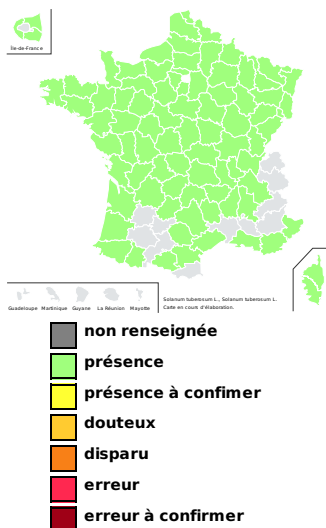 Île-de-France
Guadeloupe Martinique Guyane La Réunion Mayotte
Solanum tuberosum L., Solanum tuberosum L.
Carte en cours d'élaboration.
non renseignée
présence
présence à confimer
douteux
disparu
erreur
erreur à confirmer